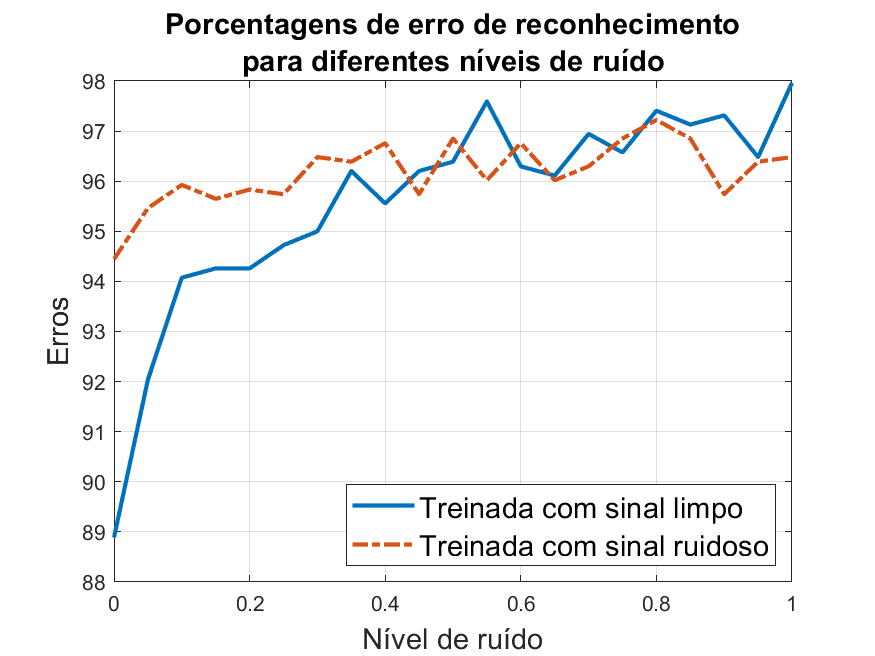 Porcentagens de erro de reconhecimento
para diferentes níveis de ruído
98
97
96
95
94
93
92
91
90
89
88
Erros
Treinada com sinal limpo
Treinada com sinal ruidoso
0
0.2
0.4
0.6
0.8
1
Nível de ruído